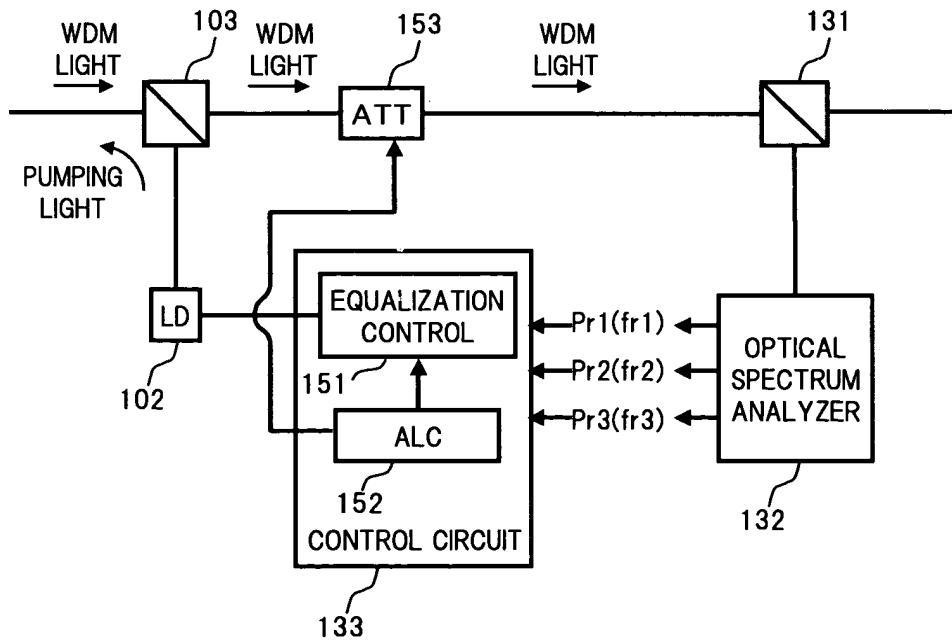 103
153
131
WDM
LIGHT
WDM
LIGHT
WDM
LIGHT
ATT
PUMPING
LIGHT
LD
102
EQUALIZATION
CONTROL
151
ALC
152
CONTROL CIRCUIT
133
Pr1(fr1)
Pr2(fr2)
Pr3(fr3)
OPTICAL
SPECTRUM
ANALYZER
132